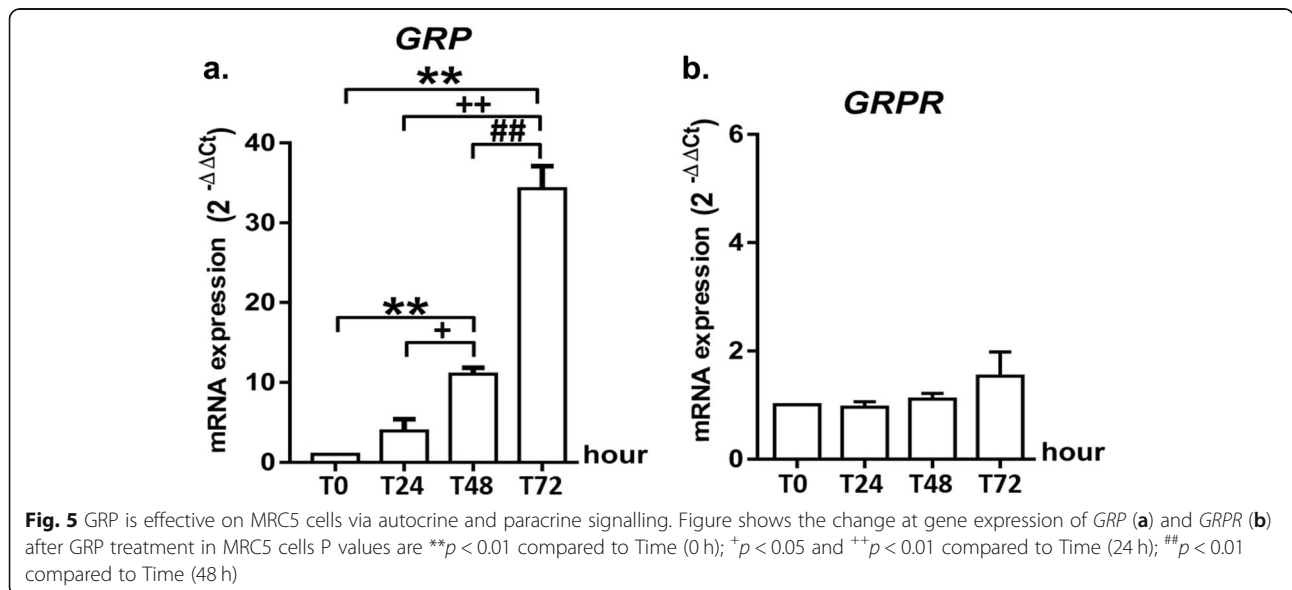 GRP
a.
**
++
##
40
30
20
10
0
mRNA expression (2 -ΔΔCt)
**
+
T0 T24 T48 T72
hour
b.
GRPR
6
4
2
0
mRNA expression (2 -ΔΔCt)
T0 T24 T48 T72
hour
Fig. 5 GRP is effective on MRC5 cells via autocrine and paracrine signalling. Figure shows the change at gene expression of GRP (a) and GRPR (b)
after GRP treatment in MRC5 cells P values are **p < 0.01 compared to Time (0 h); +p < 0.05 and ++p < 0.01 compared to Time (24 h); ##p < 0.01
compared to Time (48 h)